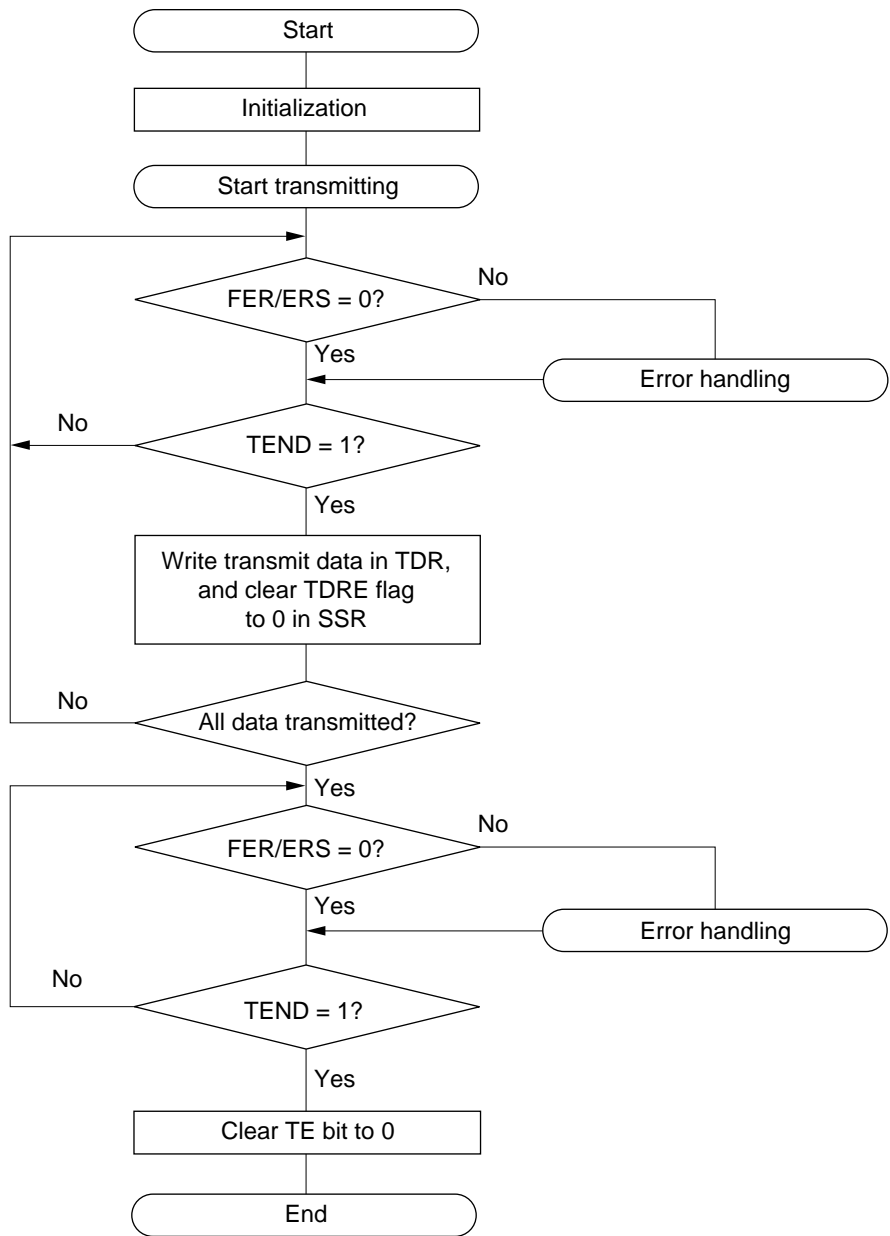 Start
Initialization
Start transmitting
FER/ERS = 0?
No
Yes
Error handling
No
TEND = 1?
Yes
Write transmit data in TDR,
and clear TDRE flag
to 0 in SSR
No
All data transmitted?
Yes
FER/ERS = 0?
No
Yes
Error handling
No
TEND = 1?
Yes
Clear TE bit to 0
End